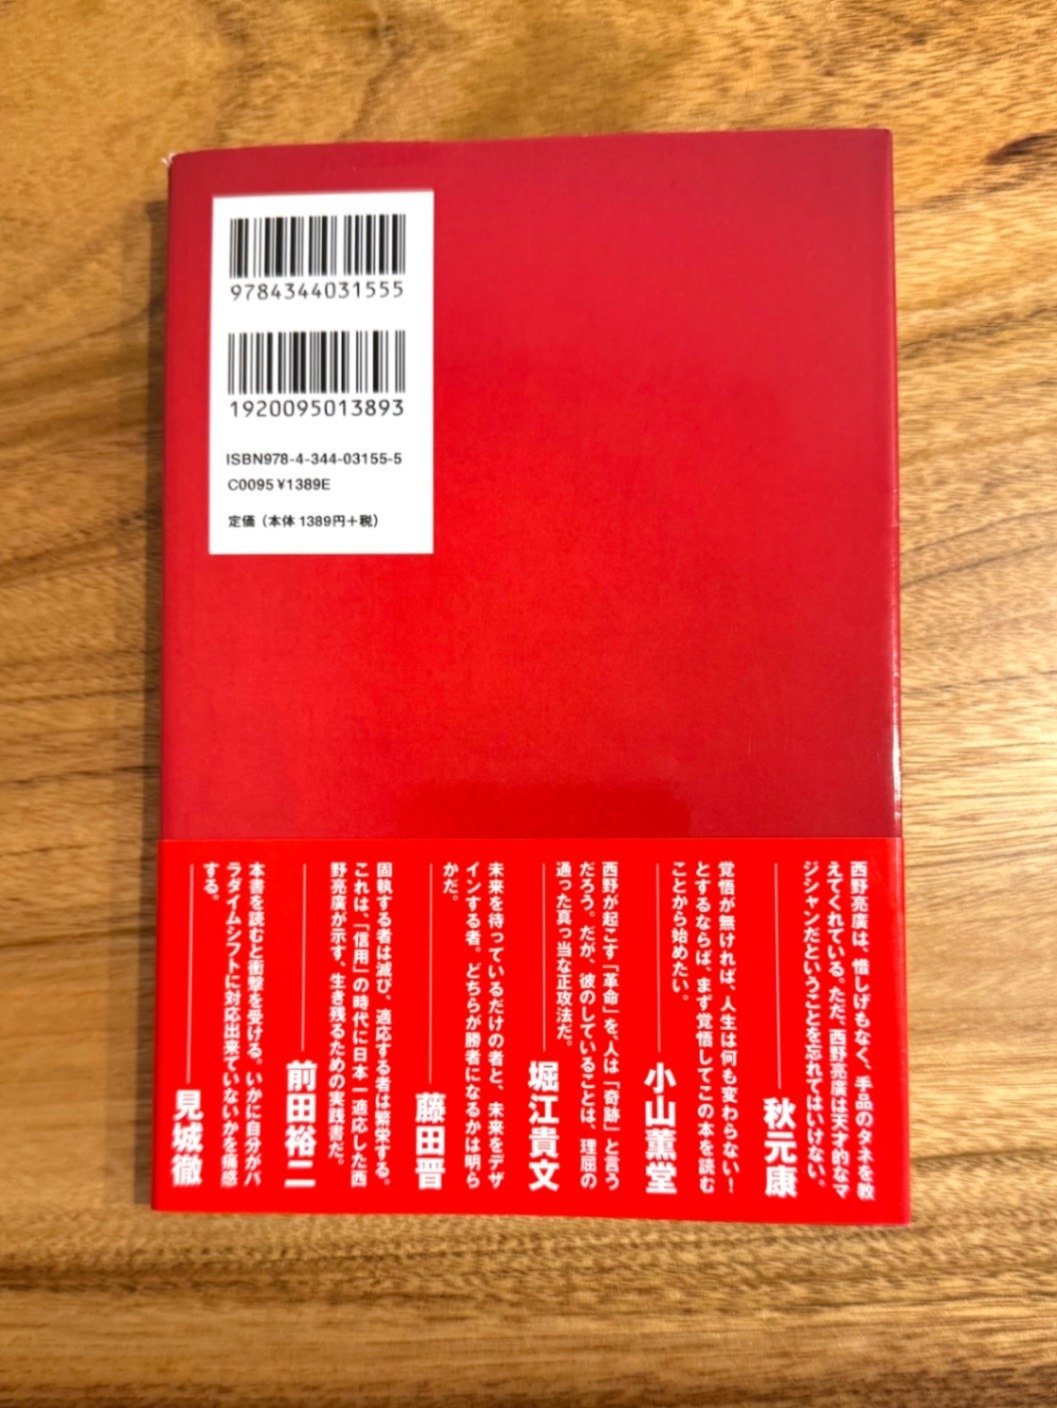 9784344031555
1920095013893
ISBN978-4-344-03155-5
C0095 ¥1389E
定価（本体 1389円＋税）
西野亮廣は、惜しげもなく、手品のタネを教
えてくれている。ただ、西野亮廣は天才的なマ
ジシャンだということを忘れてはいけない。
秋元康
覚悟が無ければ、人生は何も変わらない！
とするならば、まず覚悟してこの本を読む
ことから始めたい。
小山薫堂
西野が起こす「革命」を、人は「奇跡」と言う
だろう。だが、彼のしていることは、理屈の
通った真っ当な正攻法だ。
堀江貴文
未来を待っているだけの者と、未来をデザ
インする者。どちらが勝者になるかは明ら
かだ。
藤田晋
固執する者は滅び、適応する者は繁栄する。
これは、「信用」の時代に日本一適応した西
野亮廣が示す、生き残るための実践書だ。
前田裕二
本書を読むと衝撃を受ける。いかに自分がパ
ラダイムシフトに対応出来ていないかを痛感
する。
見城徹